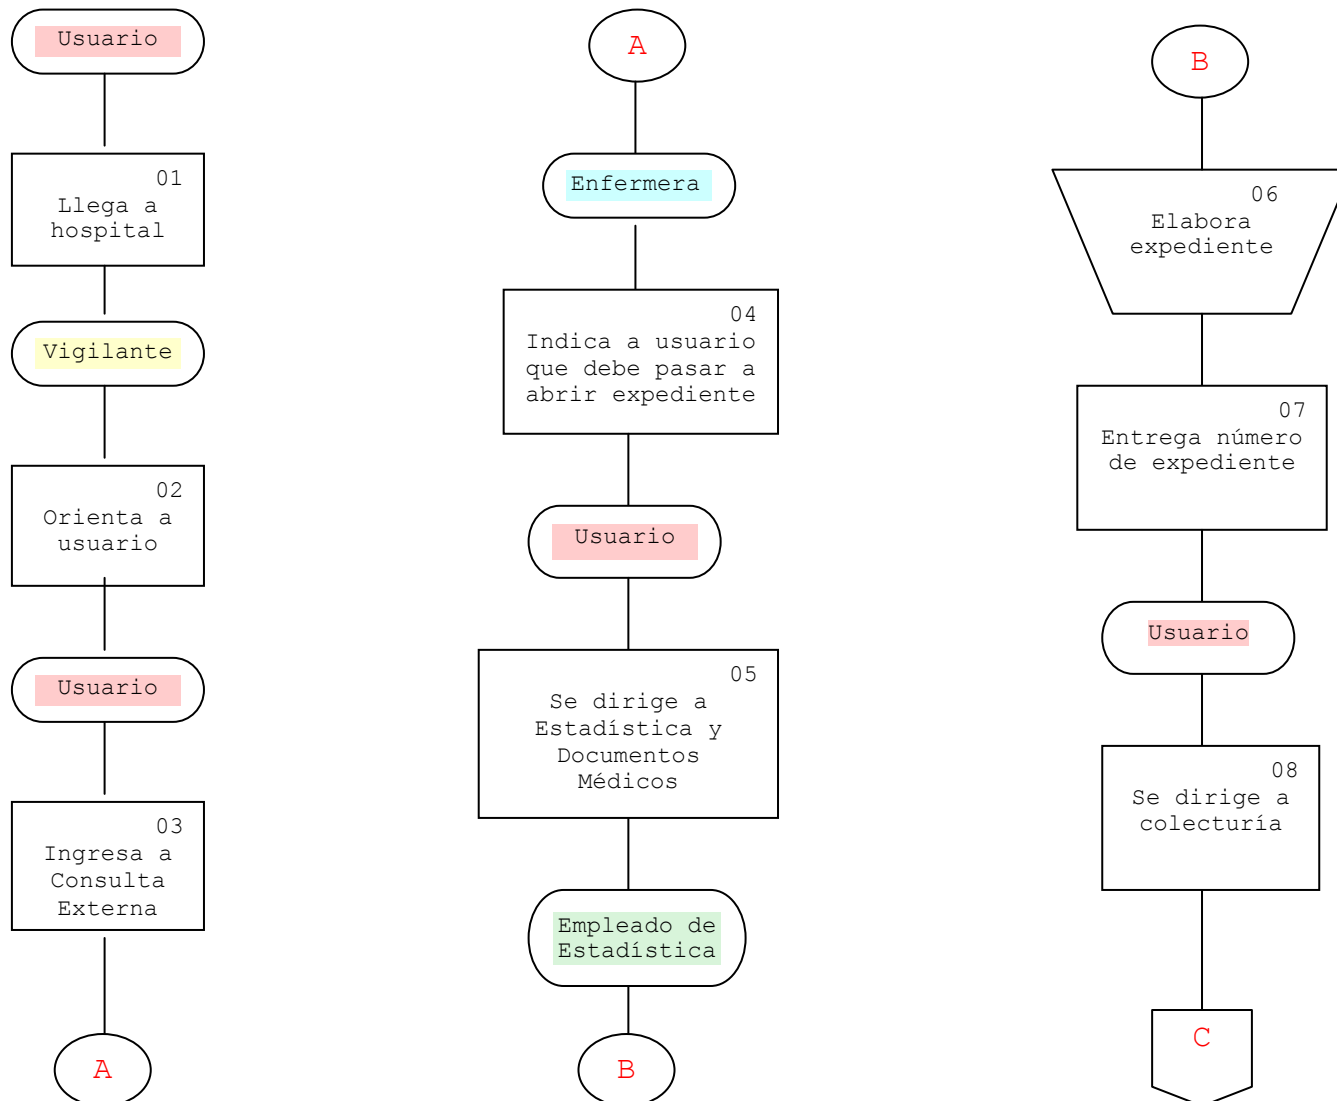 Usuario
01
Llega a
hospital
Vigilante
02
Orienta a
usuario
Usuario
03
Ingresa a
Consulta
Externa
A
A
Enfermera
04
Indica a usuario
que debe pasar a
abrir expediente
Usuario
05
Se dirige a
Estadística y
Documentos
Médicos
Empleado de
Estadística
B
B
06
Elabora
expediente
07
Entrega número
de expediente
Usuario
08
Se dirige a
colecturía
C